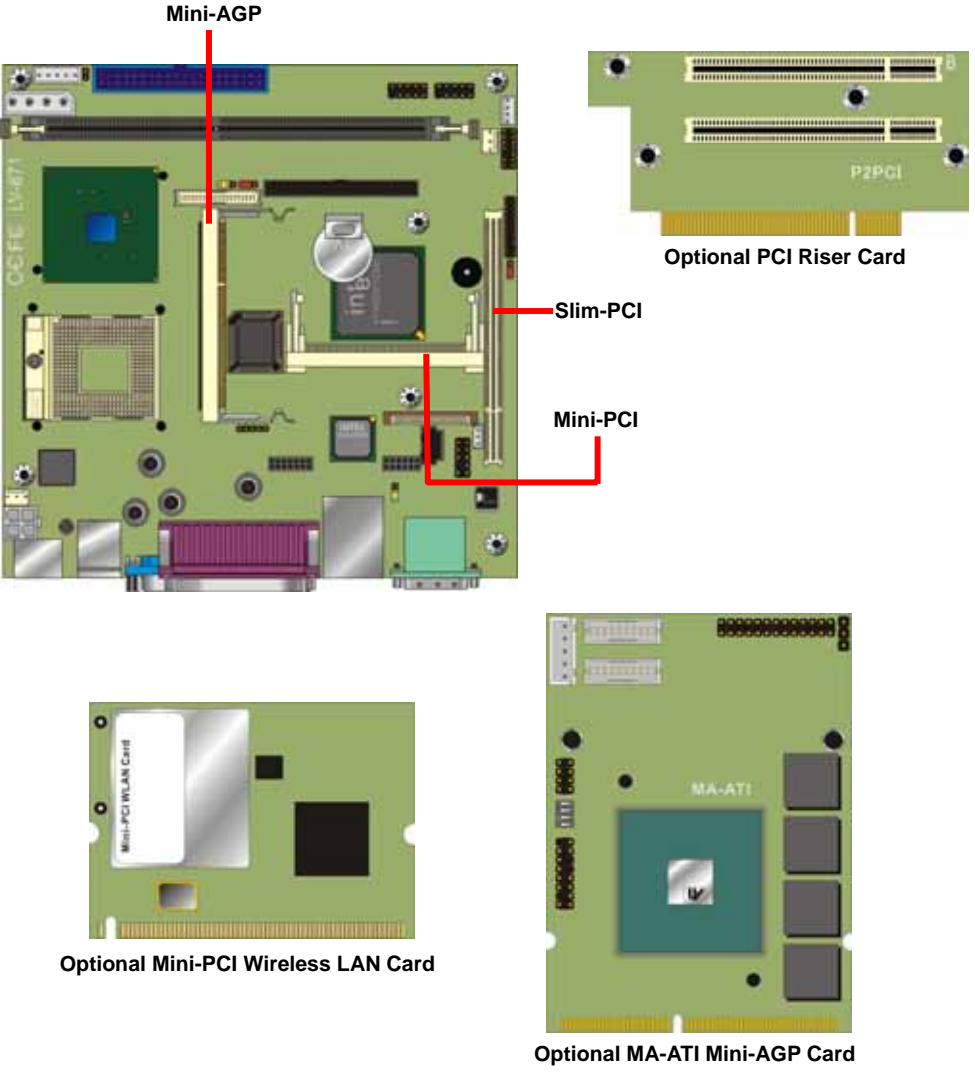 Mini-AGP
B
P2PCI
Optional PCI Riser Card
LV-671
Slim-PCI
Mini-PCI
Mini-PCI WLAN Card
Optional Mini-PCI Wireless LAN Card
MA-ATI
Optional MA-ATI Mini-AGP Card